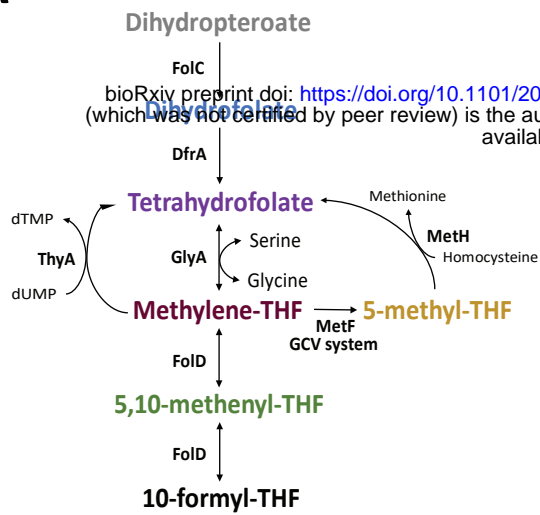 Dihydropteroate
FolC
bioRxiv preprint doi: https://doi.org/10.1101/20
Dihydrofolate
(which was not certified by peer review) is the au
availal
DfrA
Tetrahydrofolate
Methionine
dTMP
MetH
Serine
ThyA
GlyA
Homocysteine
Glycine
dUMP
Methylene-THF
5-methyl-THF
MetF
GCV system
FolD
5,10-methenyl-THF
FolD
10-formyl-THF